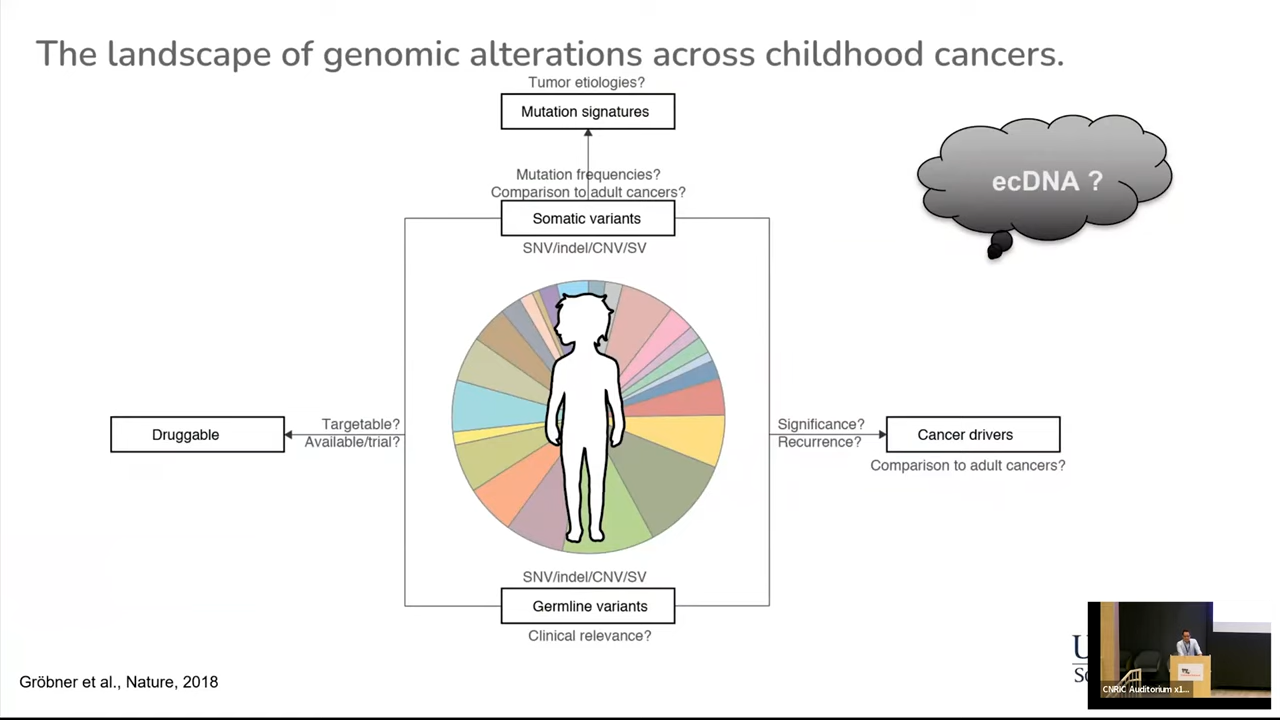 The landscape of genomic alterations across childhood cancers.
Tumor etiologies?
Mutation signatures
Mutation frequencies?
Comparison to adult cancers?
Somatic variants
SNV/indel/CNV/SV
ecDNA ?
Druggable
Targetable?
Available/trial?
Significance?
Recurrence?
Cancer drivers
Comparison to adult cancers?
SNV/indel/CNV/SV
Germline variants
Clinical relevance?
Gröbner et al., Nature, 2018
CNRIC Auditorium x1...